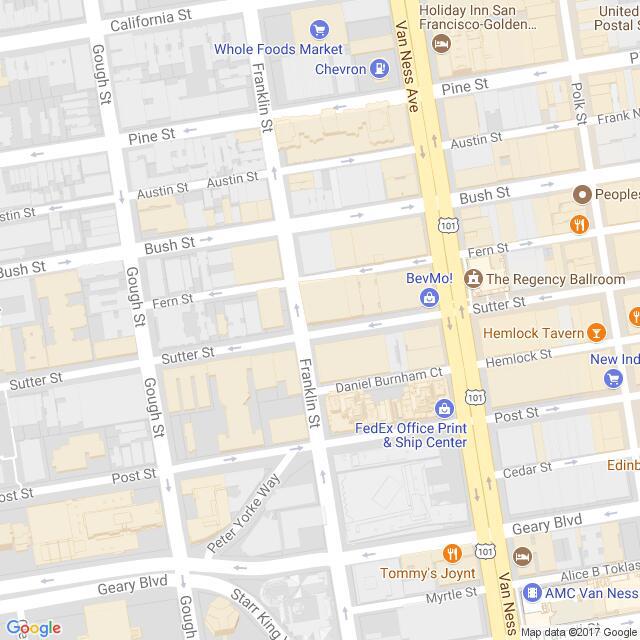 California St
Whole Foods Market
Chevron
Holiday Inn San
Francisco-Golden...
United
Postal S
Gough St
Franklin St
Van Ness Ave
Pine St
Polk St
Pine St
Austin St
Frank N
Austin St
Austin St
ustin St
Bush St
Peoples
101
Bush St
Bush St
Fern St
BevMo!
The Regency Ballroom
Gough St
Fern St
Sutter St
Hemlock Tavern
Sutter St
Hemlock St
New Ind
Sutter St
Franklin St
Daniel Burnham Ct
Gough St
101
Post St
FedEx Office Print
& Ship Center
Post St
Cedar St
Edinb
ost St
Peter Yorke Way
Geary Blvd
101
Tommy's Joynt
Alice B Toklas
Geary Blvd
Myrtle St
AMC Van Ness
Gough
Starr King
Van Ness
Google
Map data ©2017 Google